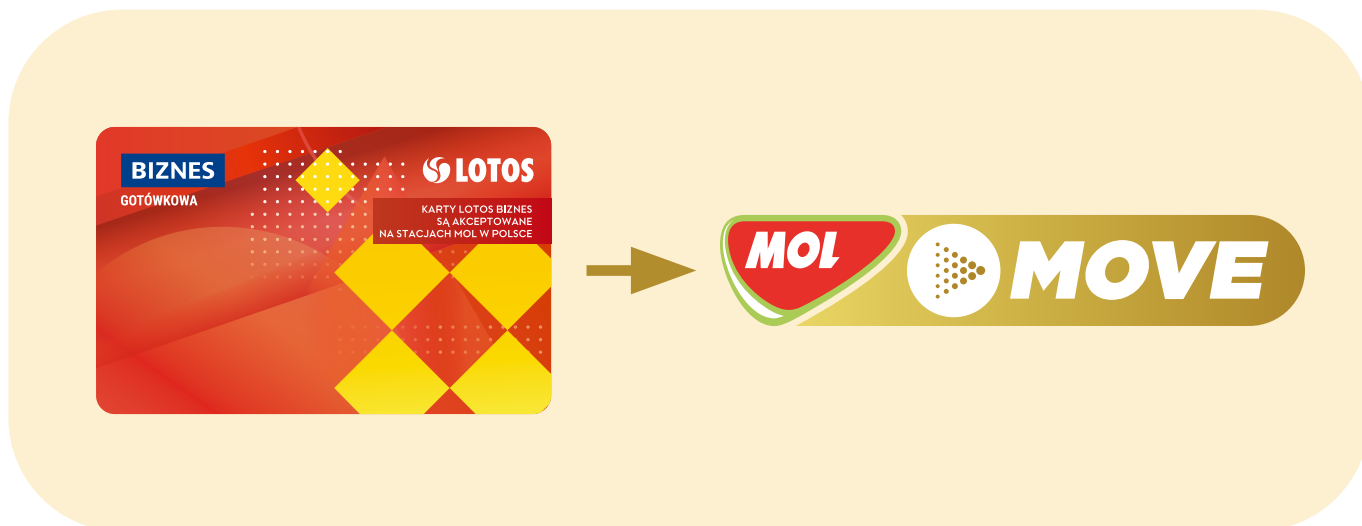 BIZNES
GOTÓWKOWA
LOTOS
KARTY LOTOS BIZNES
SĄ AKCEPTOWANE
NA STACJACH MOL W POLSCE
MOL
MOVE